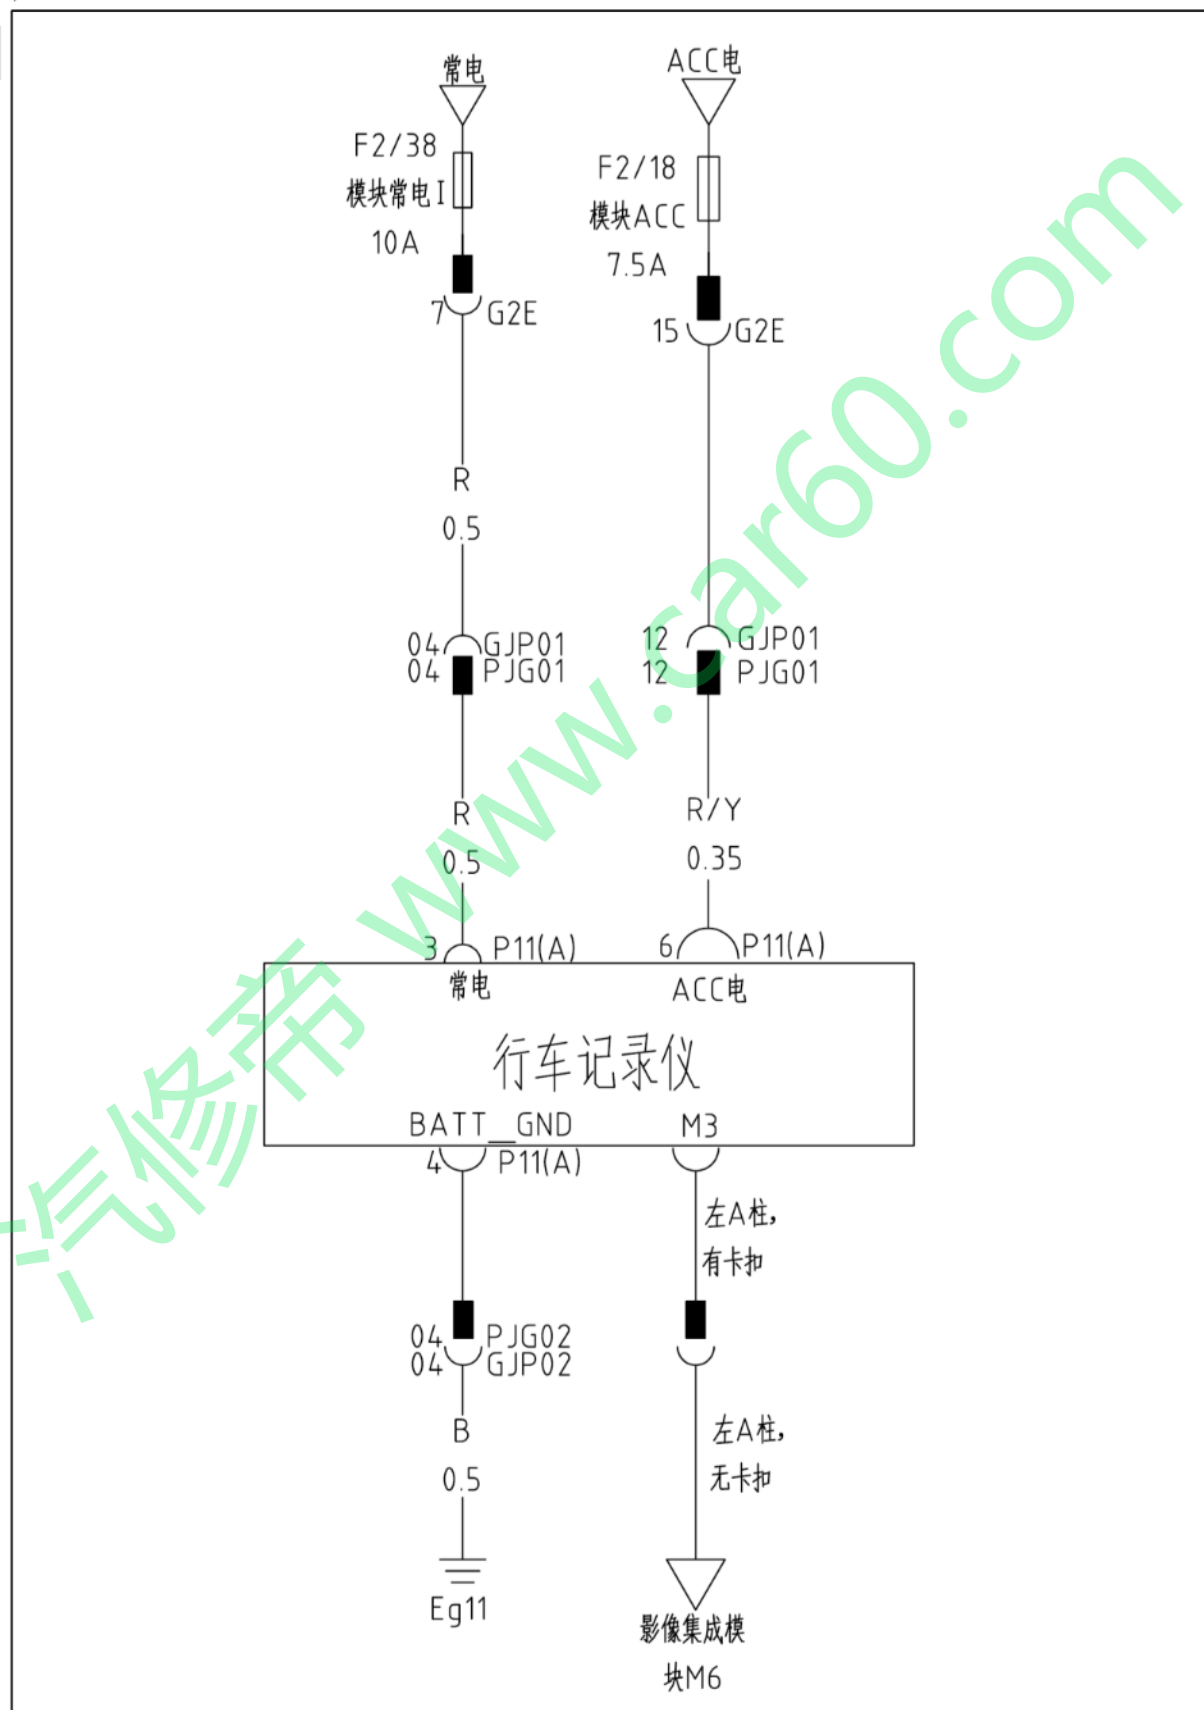 常电
ACC电
F2/38
模块常电I
10A
F2/18
模块ACC
7.5A
7 G2E
15 G2E
R
0.5
04 GJP01
04 PJG01
12 GJP01
12 PJG01
R
0.5
R/Y
0.35
3 P11(A)
6 P11(A)
常电
ACC电
行车记录仪
BATT__GND
M3
4 P11(A)
左A柱,
有卡扣
04 PJG02
04 GJP02
B
0.5
左A柱,
无卡扣
Eg11
影像集成模
块M6
汽修帝 www.car60.com